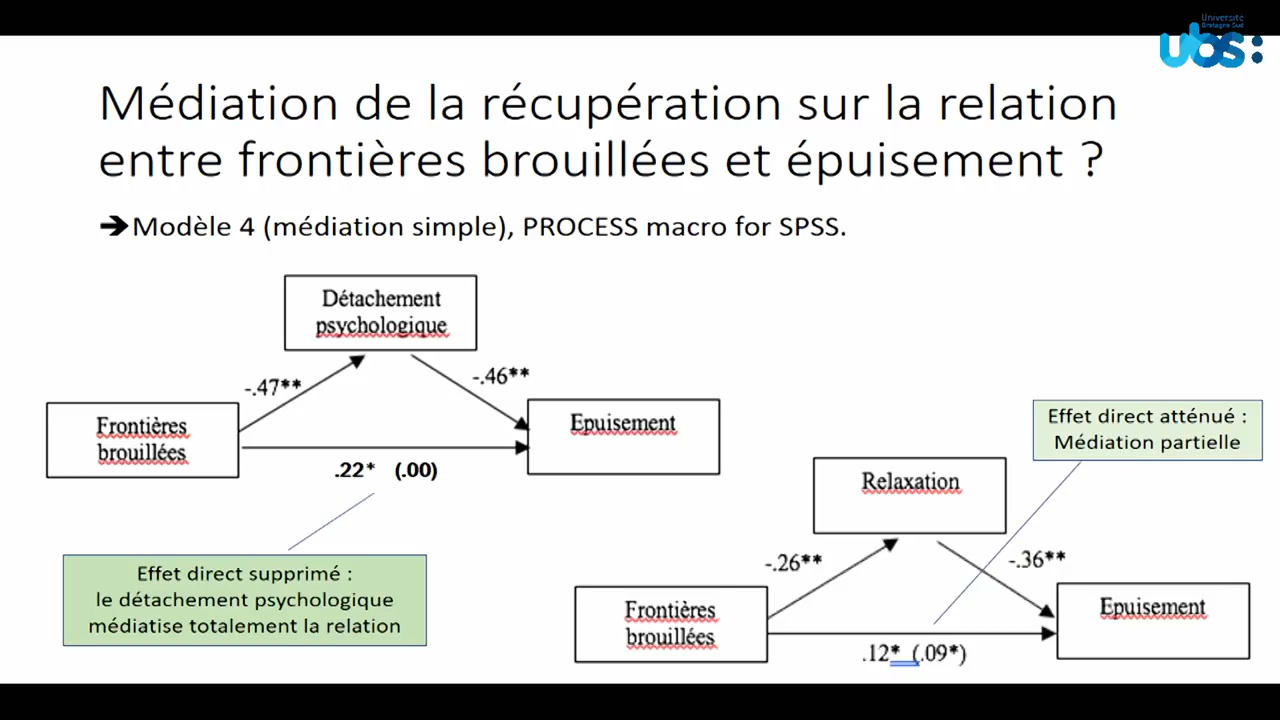 Université
Bretagne Sud
ubs:
Médiation de la récupération sur la relation
entre frontières brouillées et épuisement ?
➔ Modèle 4 (médiation simple), PROCESS macro for SPSS.
Détachement
psychologique
-.47**
-.46**
Frontières
brouillées
Epuisement
.22* (.00)
Effet direct supprimé :
le détachement psychologique
médiatise totalement la relation
Effet direct atténué :
Médiation partielle
Relaxation
-.26**
-.36**
Frontières
brouillées
Epuisement
.12* (.09*)